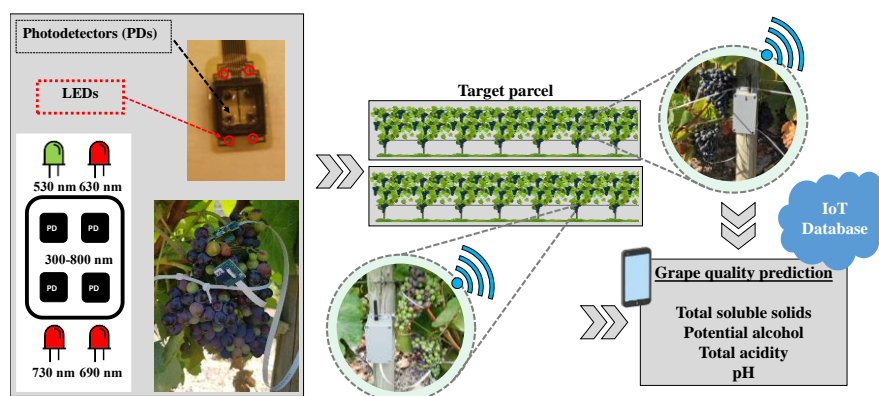 Photodetectors (PDs)
LEDs
530 nm 630 nm
PD PD
300-800 nm
PD PD
730 nm 690 nm
Target parcel
IoT
Database
Grape quality prediction
Total soluble solids
Potential alcohol
Total acidity
pH